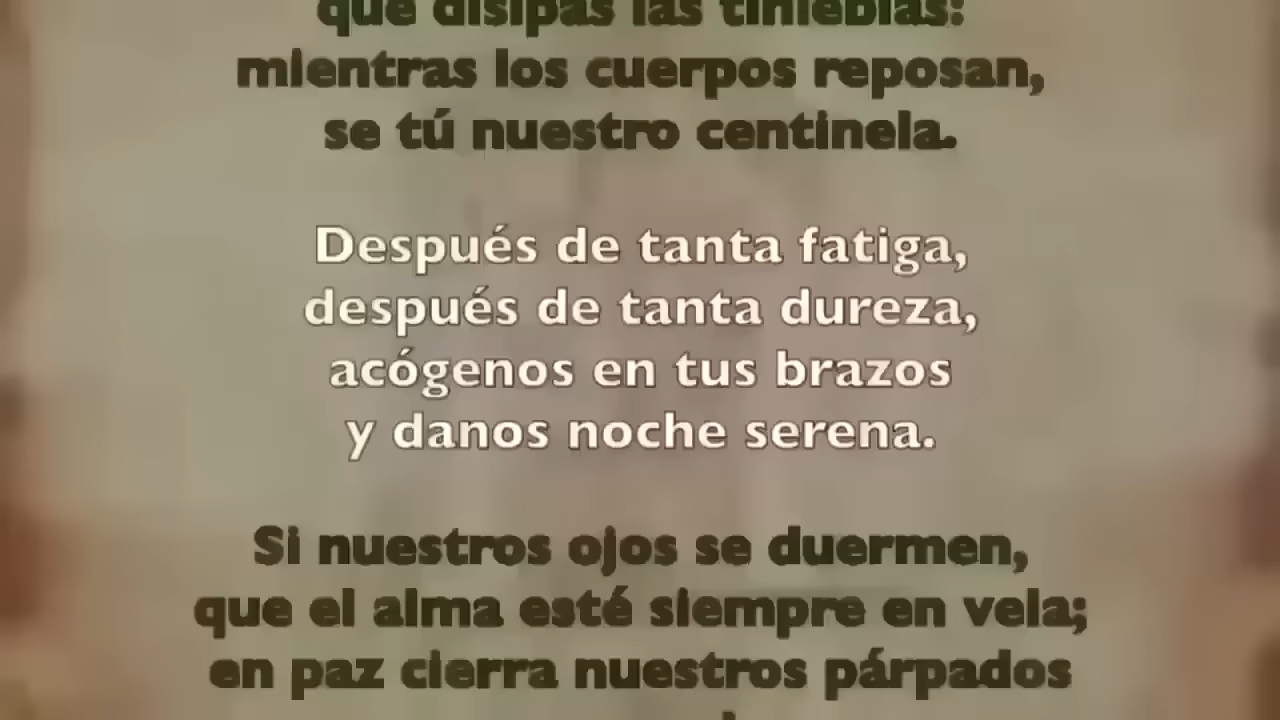 que disipas las tinieblas:
mientras los cuerpos reposan,
se tú nuestro centinela.
Después de tanta fatiga,
después de tanta dureza,
acógenos en tus brazos
y danos noche serena.
Si nuestros ojos se duermen,
que el alma esté siempre en vela;
en paz cierra nuestros párpados